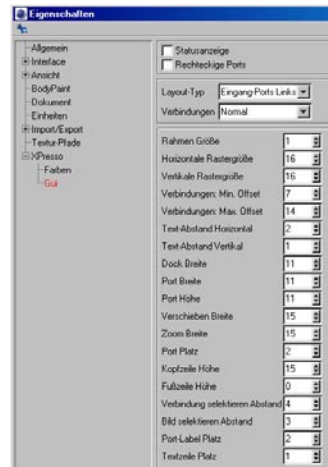 Eigenschaften
Allgemein
Interface
Ansicht
BodyPaint
Dokument
Einheiten
Import/Export
Textur-Pfade
XPresso
Farben
Gui
Statusanzeige
Rechteckige Ports
Layout-Typ Eingang-Ports Links
Verbindungen Normal
Rahmen Größe 1
Horizontale Rastergröße 16
Vertikale Rastergröße 16
Verbindungen: Min. Offset 7
Verbindungen: Max. Offset 14
Text-Abstand Horizontal 2
Text-Abstand Vertikal 1
Dock Breite 11
Port Breite 11
Port Höhe 11
Verschieben Breite 15
Zoom Breite 15
Port Platz 2
Kopfzeile Höhe 15
Fußzeile Höhe 0
Verbindung selektieren Abstand 4
Bild selektieren Abstand 3
Port-Label Platz 2
Textzeile Platz 1